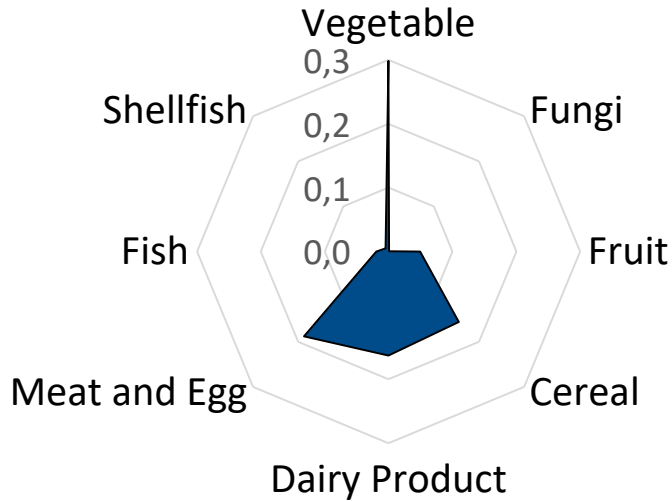 Vegetable
0,3
Shellfish
Fungi
0,2
0,1
Fish
0,0
Fruit
Meat and Egg
Cereal
Dairy Product